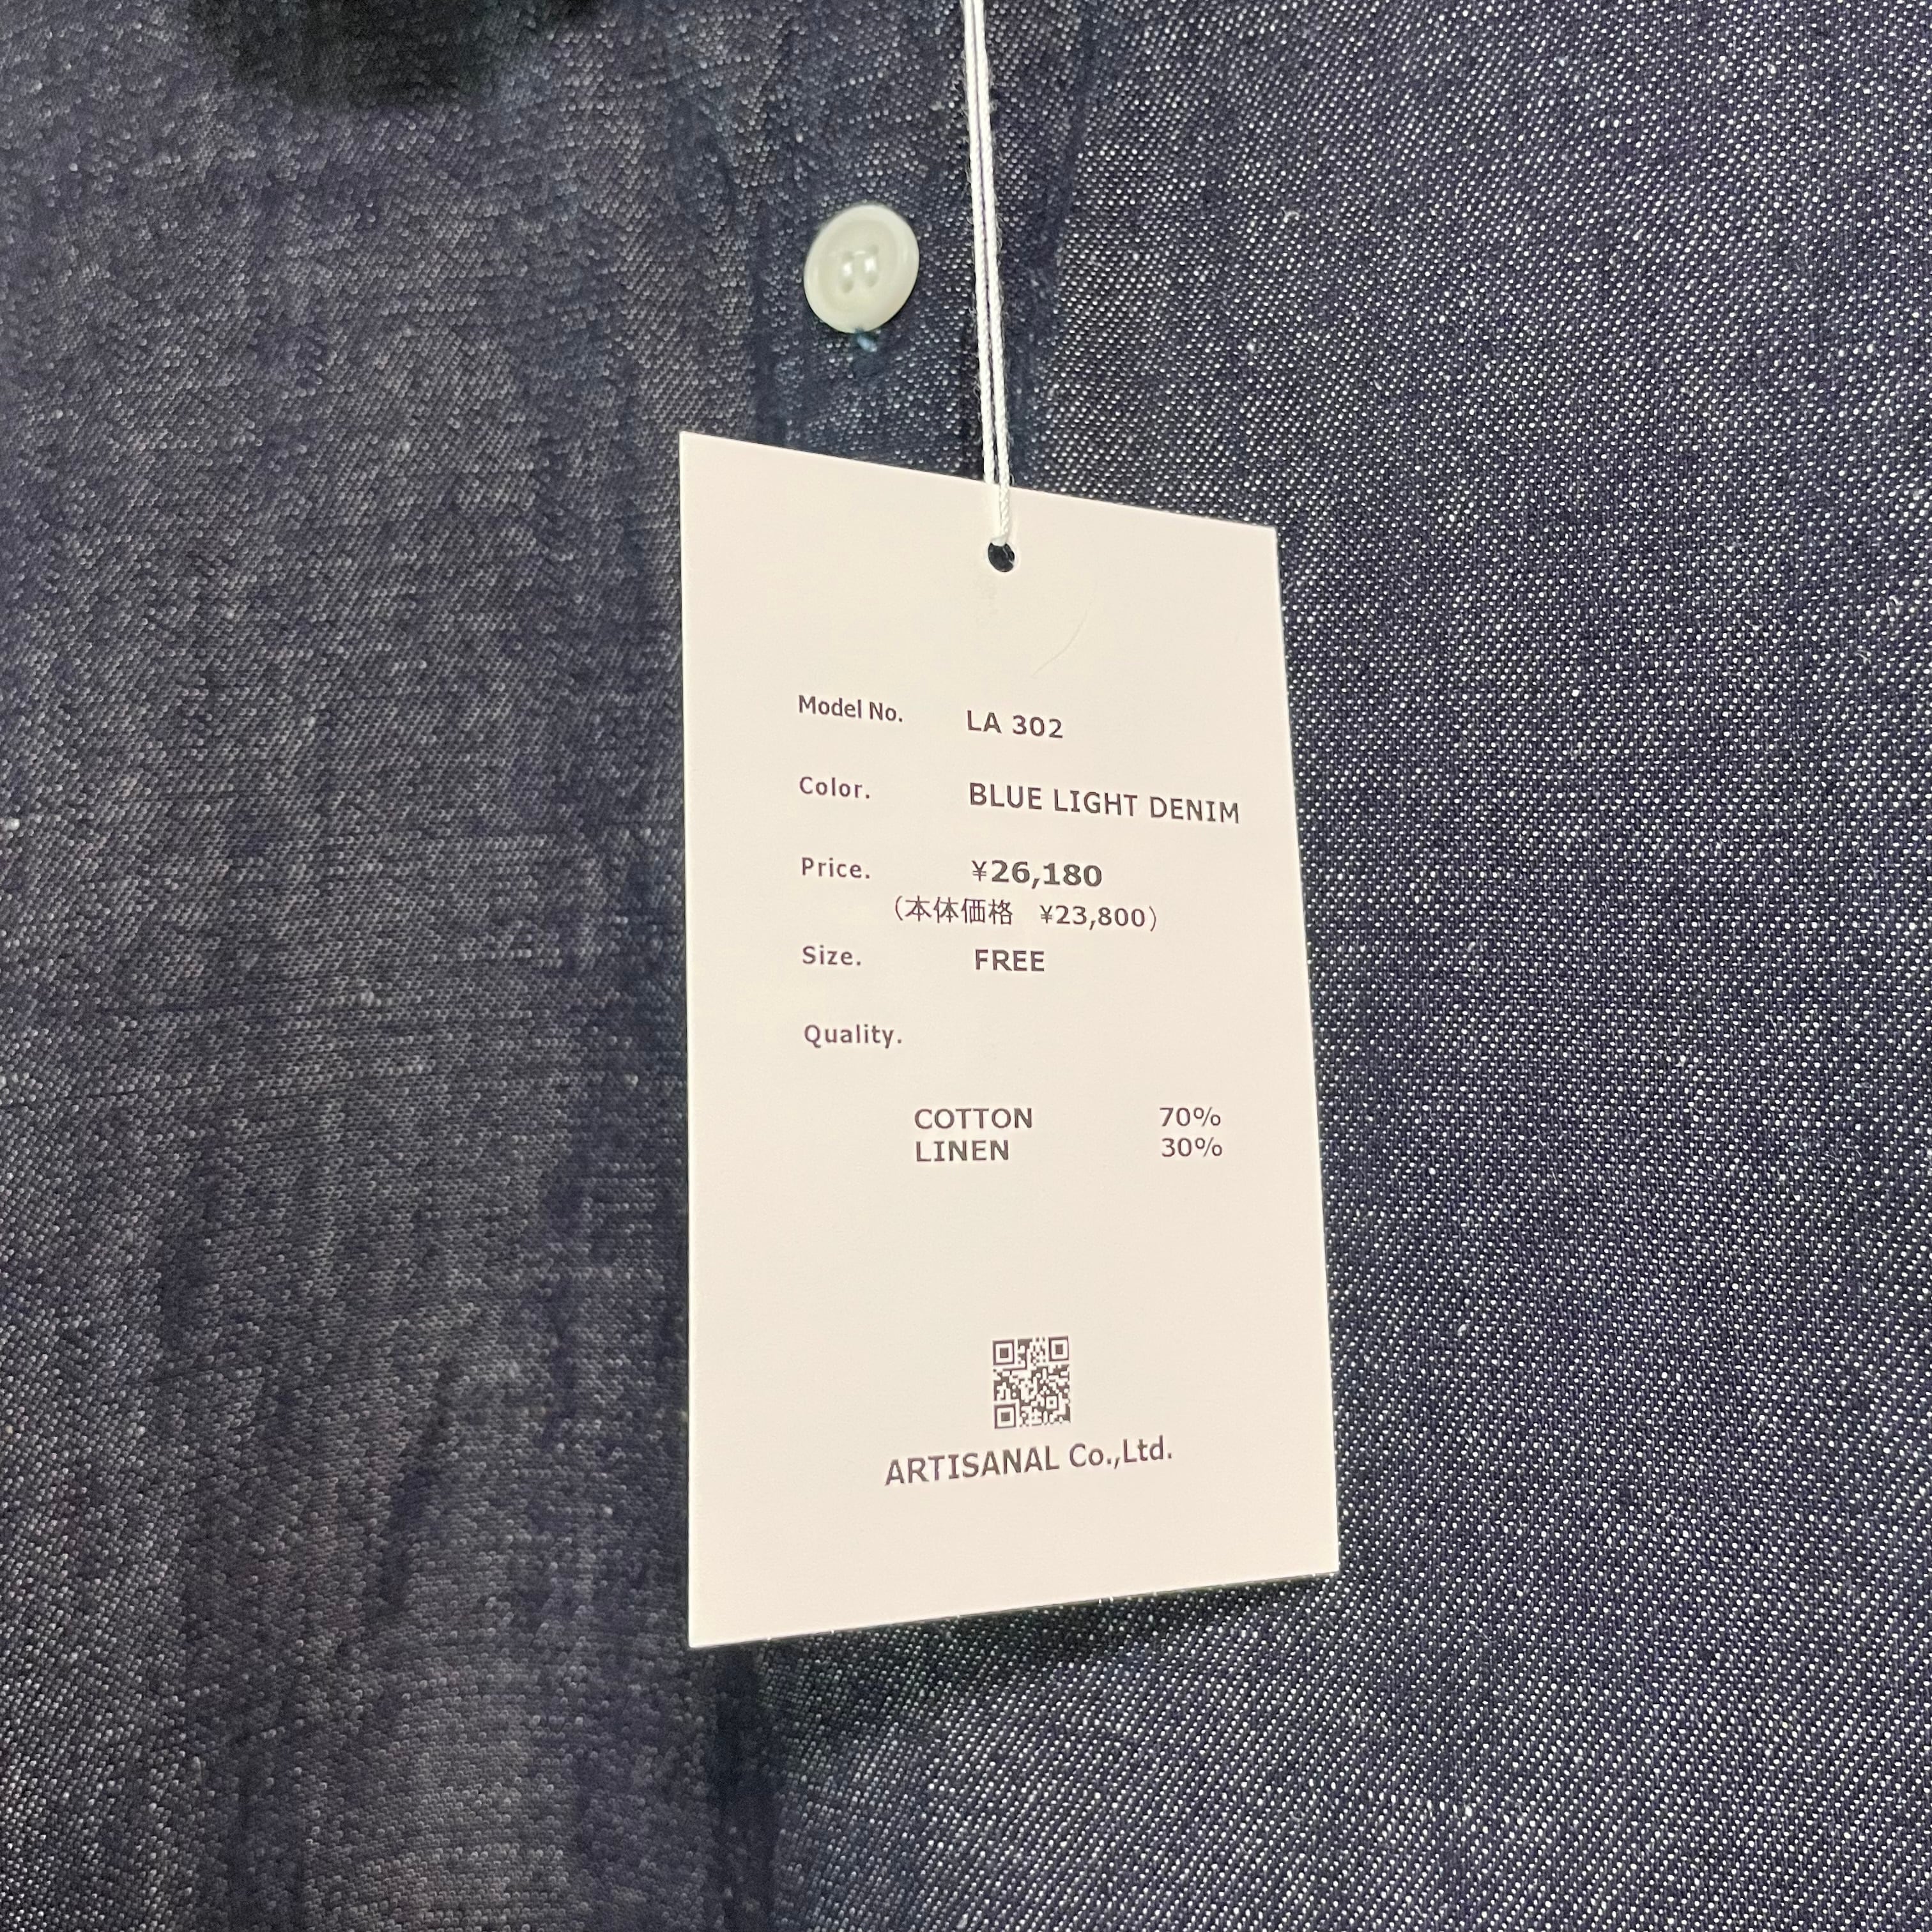 Model No. LA 302
Color. BLUE LIGHT DENIM
Price. ¥26,180
(本体価格 ¥23,800)
Size. FREE
Quality.
COTTON 70%
LINEN 30%
ARTISANAL Co.,Ltd.